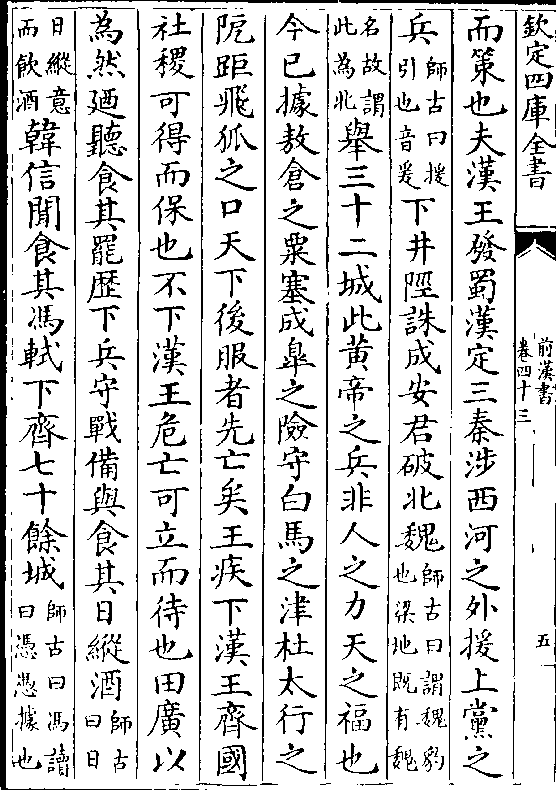 欽定四庫全書
前漢書
卷四十三
五
而策也夫漢王發蜀漢定三秦涉西河之外援上黨之
兵師古曰援引也音爰下井陘誅成安君破北魏師古曰謂魏豹也梁地既有魏
名故謂此為北舉三十二城此黄帝之兵非人之力天之福也
今已據敖倉之粟塞成臯之險守白馬之津杜太行之
阸距飛狐之口天下後服者先亡矣王疾下漢王齊國
社稷可得而保也不下漢王危亡可立而待也田廣以
為然廼聽食其罷歴下兵守戰備與食其日縱酒師古曰日
日縱意而飲酒韓信聞食其馮軾下齊七十餘城師古曰馮讀曰憑憑據也